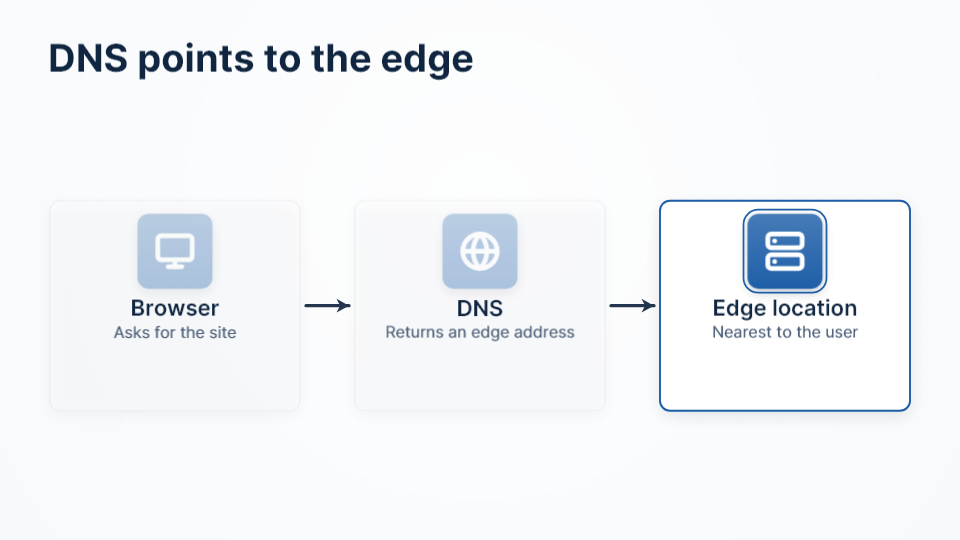 DNS points to the edge
Browser
Asks for the site
DNS
Returns an edge address
Edge location
Nearest to the user